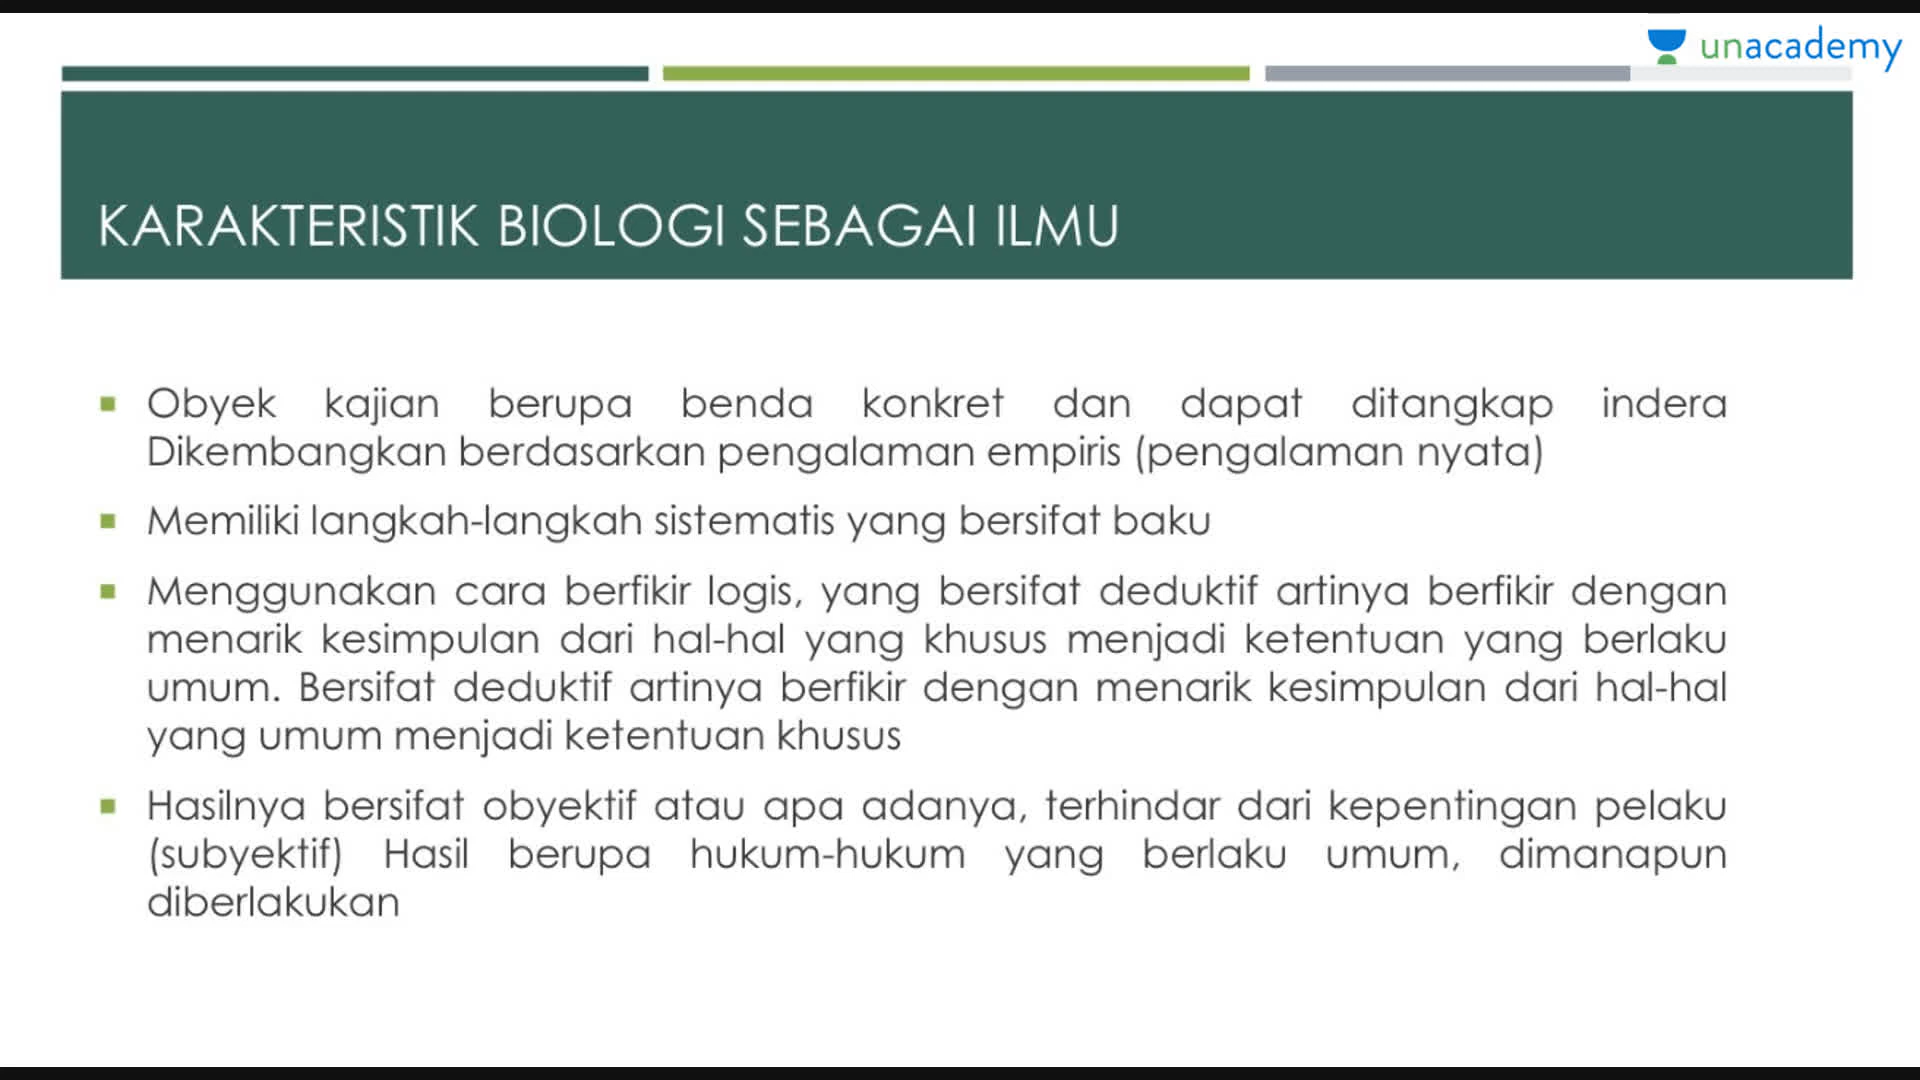 unacademy
KARAKTERISTIK BIOLOGI SEBAGAI ILMU
Obyek kajian berupa benda konkret dan dapat ditangkap indera
Dikembangkan berdasarkan pengalaman empiris (pengalaman nyata)
Memiliki langkah-langkah sistematis yang bersifat baku
Menggunakan cara berfikir logis, yang bersifat deduktif artinya berfikir dengan
menarik kesimpulan dari hal-hal yang khusus menjadi ketentuan yang berlaku
umum. Bersifat deduktif artinya berfikir dengan menarik kesimpulan dari hal-hal
yang umum menjadi ketentuan khusus
Hasilnya bersifat obyektif atau apa adanya, terhindar dari kepentingan pelaku
(subyektif) Hasil berupa hukum-hukum yang berlaku umum, dimanapun
diberlakukan